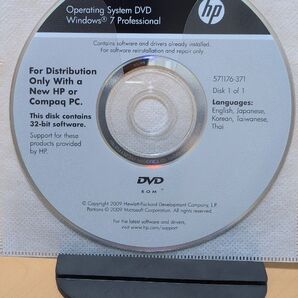 Operating System DVD
Windows® 7 Professional
hp
Contains software and drivers already installed.
For software reinstallation and repair only.
For Distribution
Only With a
New HP or
Compaq PC.
This disk contains
32-bit software.
Support for these
products provided
by HP.
571176-371
Disk 1 of 1
Languages:
English, Japanese,
Korean, Taiwanese,
Thai
DVD
ROM
© Copyright 2009 Hewlett-Packard Development Company, L.P.
Portions © 2009 Microsoft Corporation. All rights reserved.
For the latest software and drivers,
visit www.hp.com/support